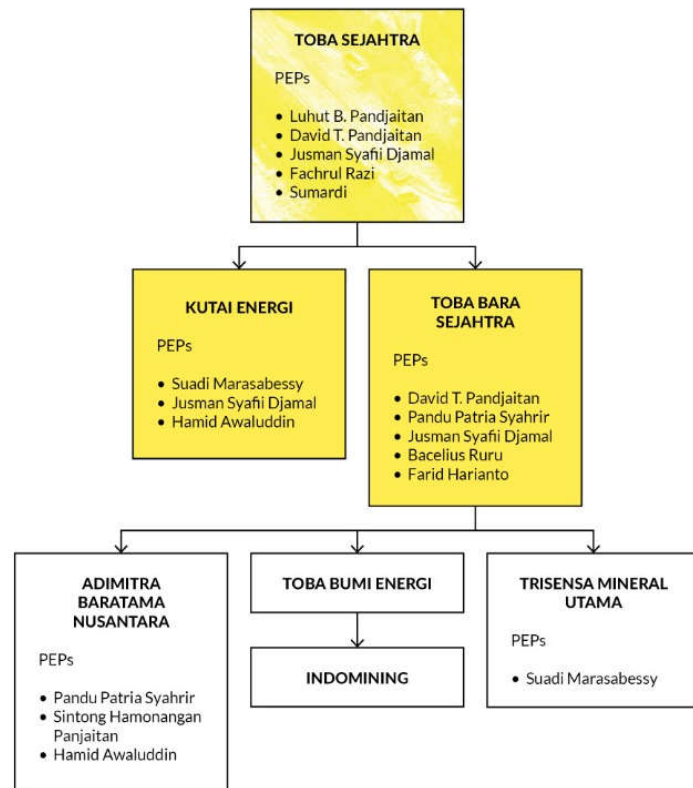 TOBA SEJAHTRA
PEPs
• Luhut B. Pandjaitan
• David T. Pandjaitan
• Jusman Syafii Djamal
• Fachrul Razi
• Sumardi
KUTAI ENERGI
PEPs
• Suadi Marasabessy
• Jusman Syafii Djamal
• Hamid Awaluddin
TOBA BARA
SEJAHTRA
PEPs
• David T. Pandjaitan
• Pandu Patria Syahrir
• Jusman Syafii Djamal
• Bacelius Ruru
• Farid Harianto
ADIMITRA
BARATAMA
NUSANTARA
PEPs
• Pandu Patria Syahrir
• Sintong Hamonangan
Panjaitan
• Hamid Awaluddin
TOBA BUMI ENERGI
INDOMINING
TRISENSA MINERAL
UTAMA
PEPs
• Suadi Marasabessy